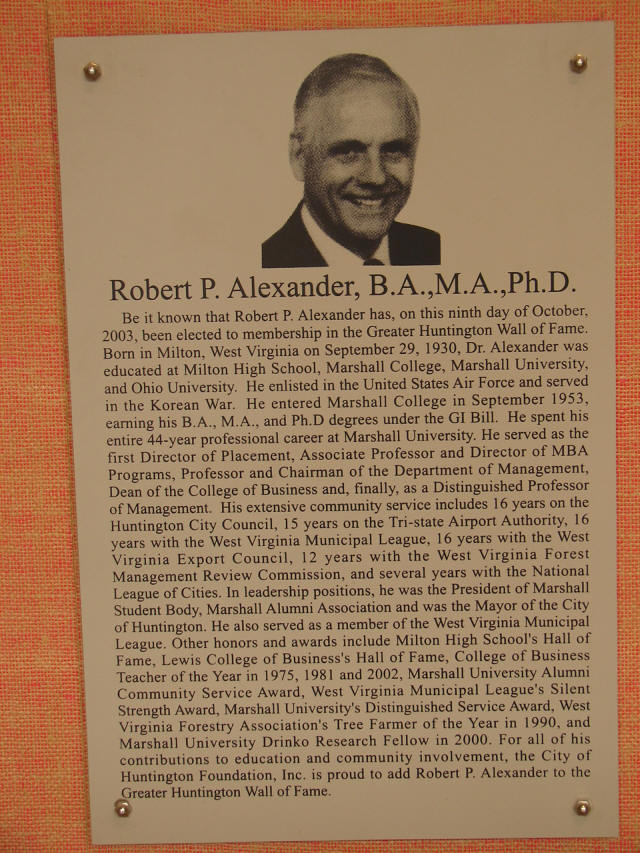 Robert P. Alexander, B.A.,M.A.,Ph.D.
Be it known that Robert P. Alexander has, on this ninth day of October,
2003, been elected to membership in the Greater Huntington Wall of Fame.
Born in Milton, West Virginia on September 29, 1930, Dr. Alexander was
educated at Milton High School, Marshall College, Marshall University,
and Ohio University. He enlisted in the United States Air Force and served
in the Korean War. He entered Marshall College in September 1953,
earning his B.A., M.A., and Ph.D degrees under the GI Bill. He spent his
entire 44-year professional career at Marshall University. He served as the
first Director of Placement, Associate Professor and Director of MBA
Programs, Professor and Chairman of the Department of Management,
Dean of the College of Business and, finally, as a Distinguished Professor
of Management. His extensive community service includes 16 years on the
Huntington City Council, 15 years on the Tri-state Airport Authority, 16
years with the West Virginia Municipal League, 16 years with the West
Virginia Export Council, 12 years with the West Virginia Forest
Management Review Commission, and several years with the National
League of Cities. In leadership positions, he was the President of Marshall
Student Body, Marshall Alumni Association and was the Mayor of the City
of Huntington. He also served as a member of the West Virginia Municipal
League. Other honors and awards include Milton High School's Hall of
Fame, Lewis College of Business's Hall of Fame, College of Business
Teacher of the Year in 1975, 1981 and 2002, Marshall University Alumni
Community Service Award, West Virginia Municipal League's Silent
Strength Award, Marshall University's Distinguished Service Award, West
Virginia Forestry Association's Tree Farmer of the Year in 1990, and
Marshall University Drinko Research Fellow in 2000. For all of his
contributions to education and community involvement, the City of
Huntington Foundation, Inc. is proud to add Robert P. Alexander to the
Greater Huntington Wall of Fame.